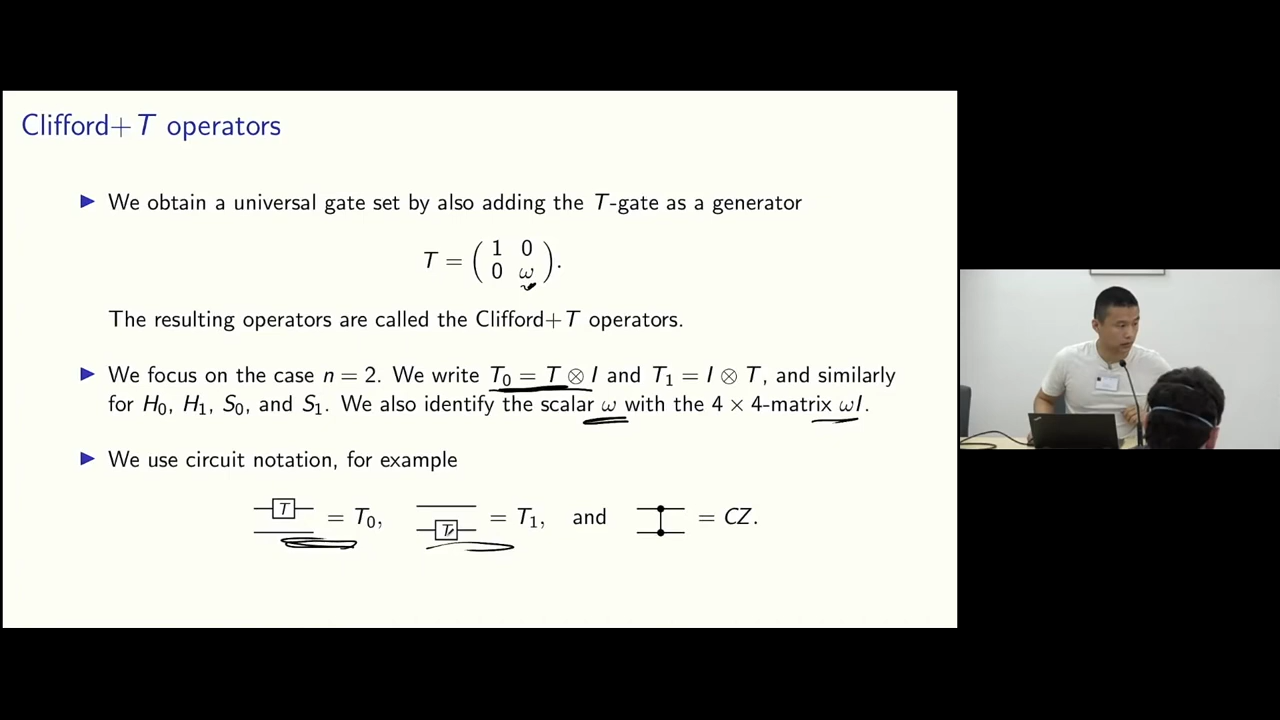 Clifford+T operators
▶ We obtain a universal gate set by also adding the T-gate as a generator
T = ( 1 0
0 ω ).
The resulting operators are called the Clifford+T operators.
▶ We focus on the case n = 2. We write T₀ = T ⊗ I and T₁ = I ⊗ T, and similarly
for H₀, H₁, S₀, and S₁. We also identify the scalar ω with the 4 × 4-matrix ωI.
▶ We use circuit notation, for example
T = T₀, T = T₁, and = CZ.